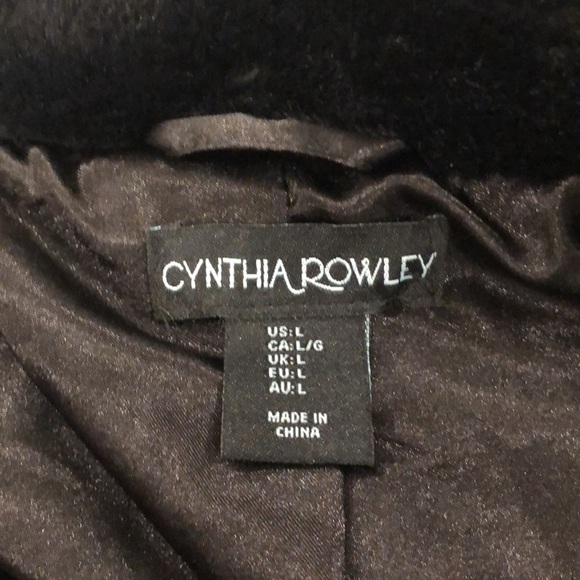 CYNTHIA ROWLEY
US: L
CA: L/G
UK: L
EU: L
AU: L
MADE IN
CHINA